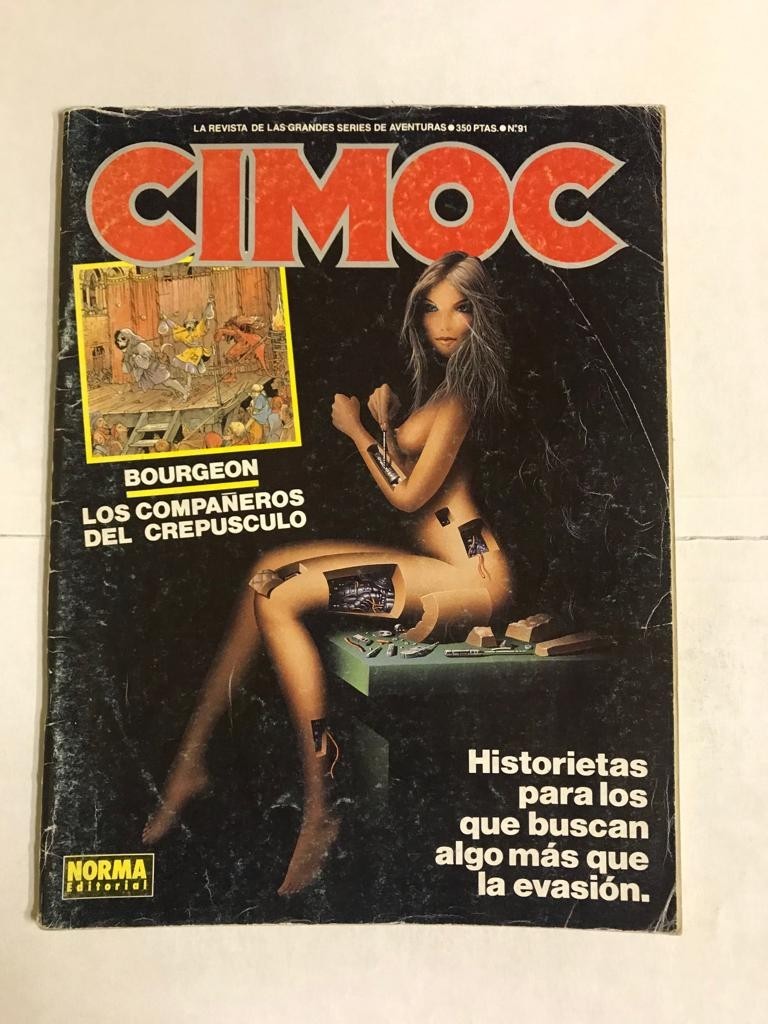 LA REVISTA DE LAS GRANDES SERIES DE AVENTURAS●350 PTAS.●N.º91
CIMOC
BOURGEON
LOS COMPAÑEROS
DEL CREPUSCULO
Historietas
para los
que buscan
algo más que
la evasión.
NORMA
Editorial